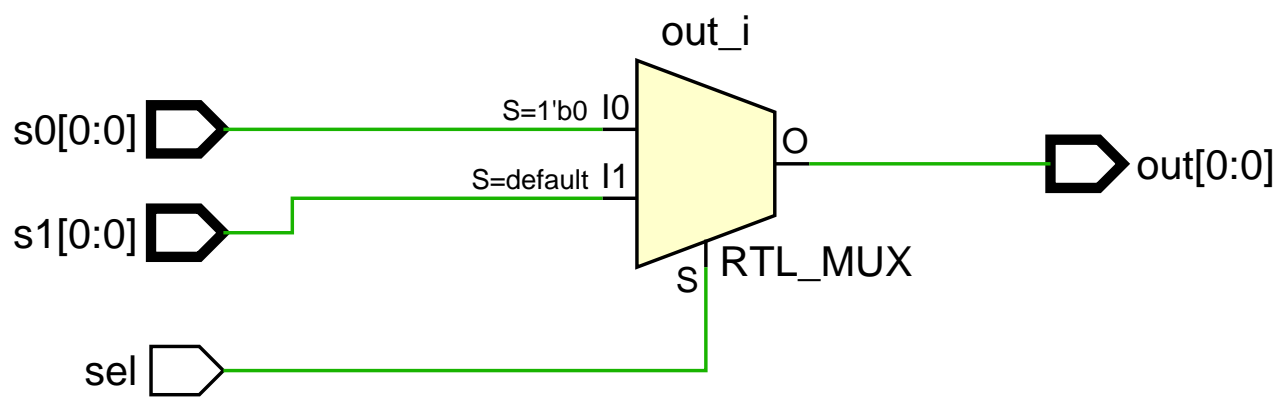 out_i
S=1'b0 I0
s0[0:0]
O
out[0:0]
S=default I1
s1[0:0]
S
RTL_MUX
sel